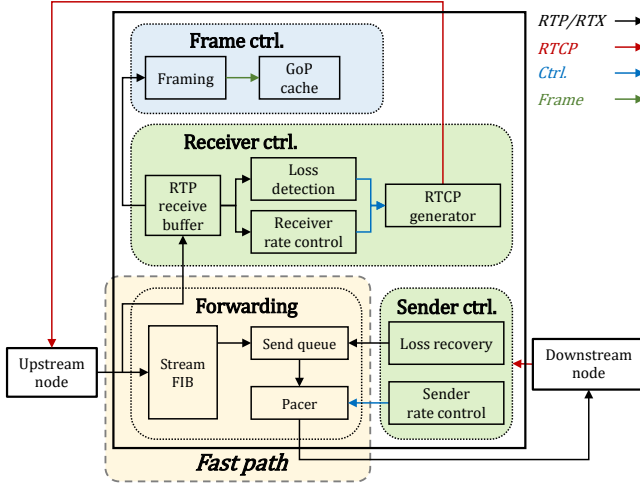 RTP/RTX
RTCP
Ctrl.
Frame
Frame ctrl.
Framing
GoP
cache
Receiver ctrl.
RTP
receive
buffer
Loss
detection
Receiver
rate control
RTCP
generator
Forwarding
Stream
FIB
Send queue
Pacer
Sender ctrl.
Loss recovery
Sender
rate control
Upstream
node
Downstream
node
Fast path